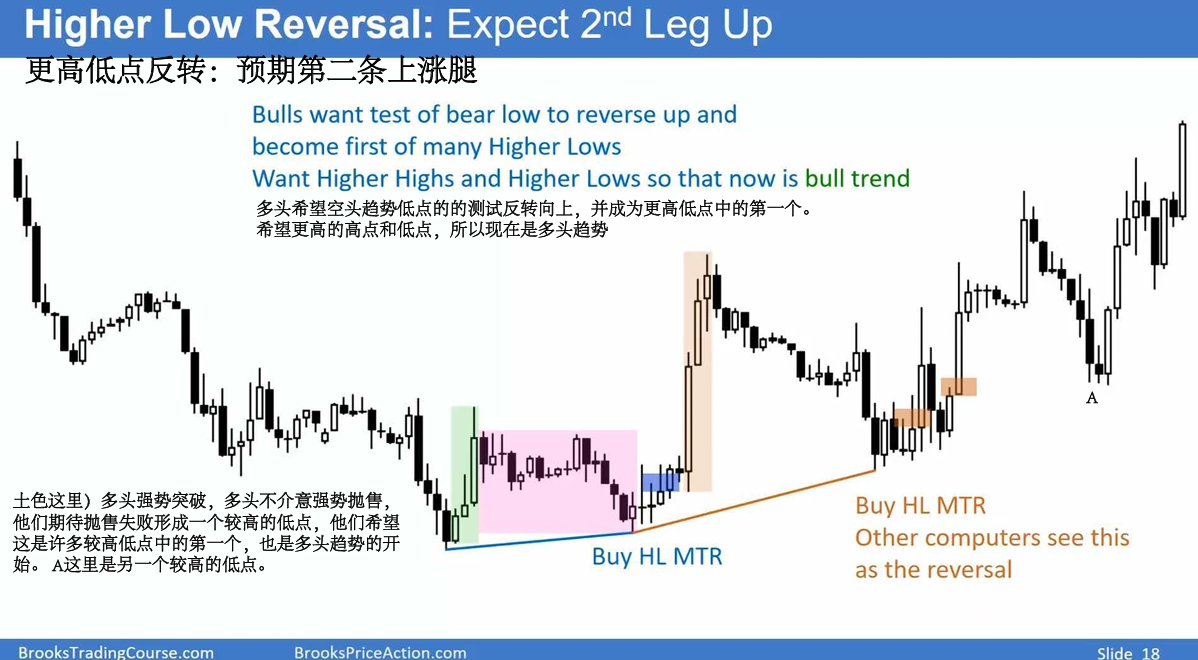 Higher Low Reversal: Expect 2nd Leg Up
更高低点反转：预期第二条上涨腿
Bulls want test of bear low to reverse up and
become first of many Higher Lows
Want Higher Highs and Higher Lows so that now is bull trend
多头希望空头趋势低点的的测试反转向上，并成为更高低点中的第一个。
希望更高的高点和低点，所以现在是多头趋势
A
土色这里）多头强势突破，多头不介意强势抛售，
他们期待抛售失败形成一个较高的低点，他们希望
这是许多较高低点中的第一个，也是多头趋势的开
始。 A这里是另一个较高的低点。
Buy HL MTR
Buy HL MTR
Other computers see this
as the reversal
BrooksTradingCourse.com
BrooksPriceAction.com
Slide 18